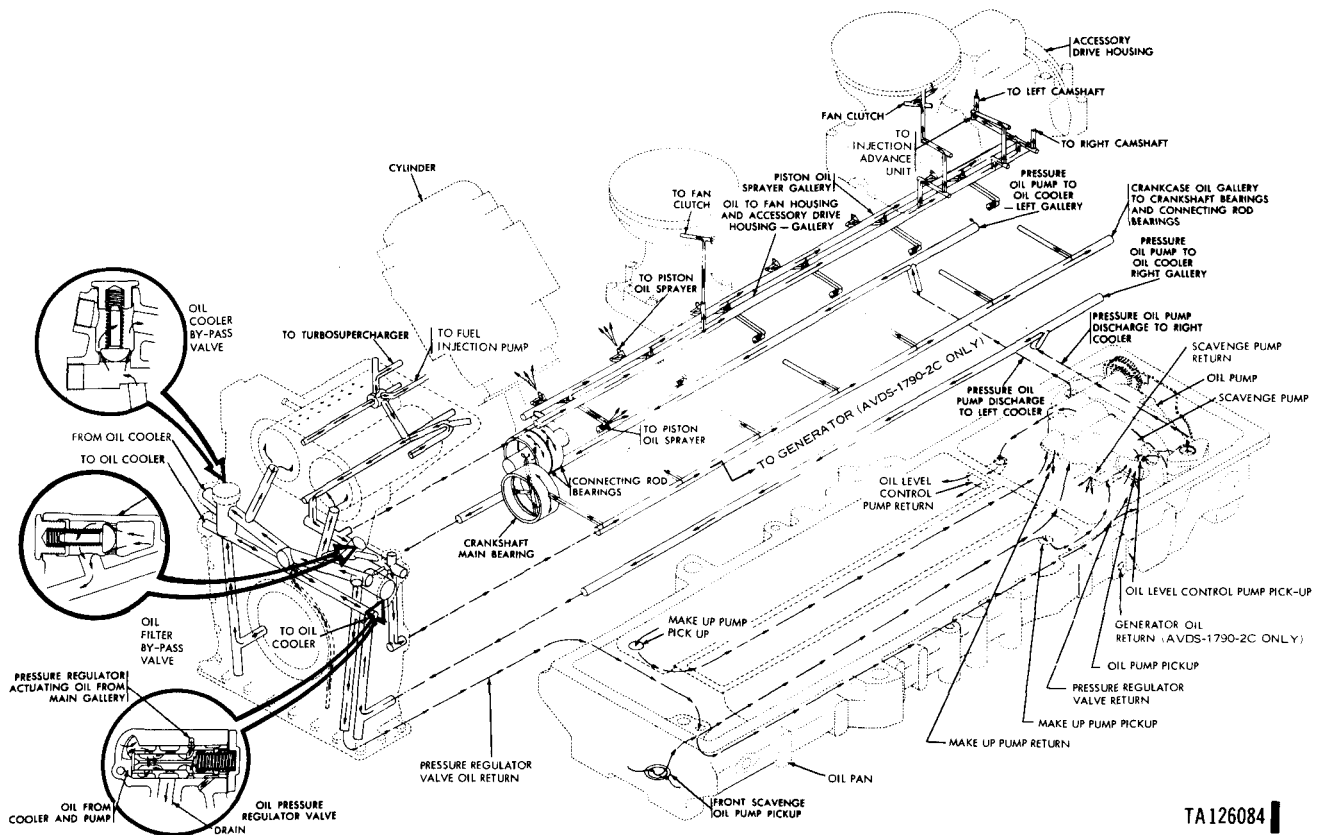 ACCESSORY
DRIVE HOUSING
TO LEFT CAMSHAFT
FAN CLUTCH
TO
INJECTION
ADVANCE
UNIT
TO RIGHT CAMSHAFT
CYLINDER
PISTON OIL
SPRAYER GALLERY
PRESSURE
OIL PUMP TO
OIL COOLER
LEFT GALLERY
TO FAN
CLUTCH
OIL TO FAN HOUSING
AND ACCESSORY DRIVE
HOUSING — GALLERY
CRANKCASE OIL GALLERY
TO CRANKSHAFT BEARINGS
AND CONNECTING ROD
BEARINGS
PRESSURE
OIL PUMP TO
OIL COOLER
RIGHT GALLERY
TO PISTON
OIL SPRAYER
OIL
COOLER
BY-PASS
VALVE
TO TURBOSUPERCHARGER
TO FUEL
INJECTION PUMP
PRESSURE OIL PUMP
DISCHARGE TO RIGHT
COOLER
SCAVENGE PUMP
RETURN
OIL PUMP
SCAVENGE PUMP
PRESSURE OIL
PUMP DISCHARGE
TO LEFT COOLER
TO GENERATOR (AVDS-1790-2C ONLY)
TO PISTON
OIL SPRAYER
FROM OIL COOLER
TO OIL COOLER
CONNECTING ROD
BEARINGS
OIL LEVEL
CONTROL
PUMP RETURN
CRANKSHAFT
MAIN BEARING
OIL LEVEL CONTROL PUMP PICK-UP
OIL
FILTER
BY-PASS
VALVE
TO OIL
COOLER
MAKE UP PUMP
PICK UP
GENERATOR OIL
RETURN (AVDS-1790-2C ONLY)
OIL PUMP PICKUP
PRESSURE REGULATOR
ACTUATING OIL FROM
MAIN GALLERY
PRESSURE REGULATOR
VALVE RETURN
MAKE UP PUMP PICKUP
MAKE UP PUMP RETURN
PRESSURE REGULATOR
VALVE OIL RETURN
OIL PAN
OIL FROM
COOLER AND PUMP
OIL PRESSURE
REGULATOR VALVE
DRAIN
FRONT SCAVENGE
OIL PUMP PICKUP
TA126084